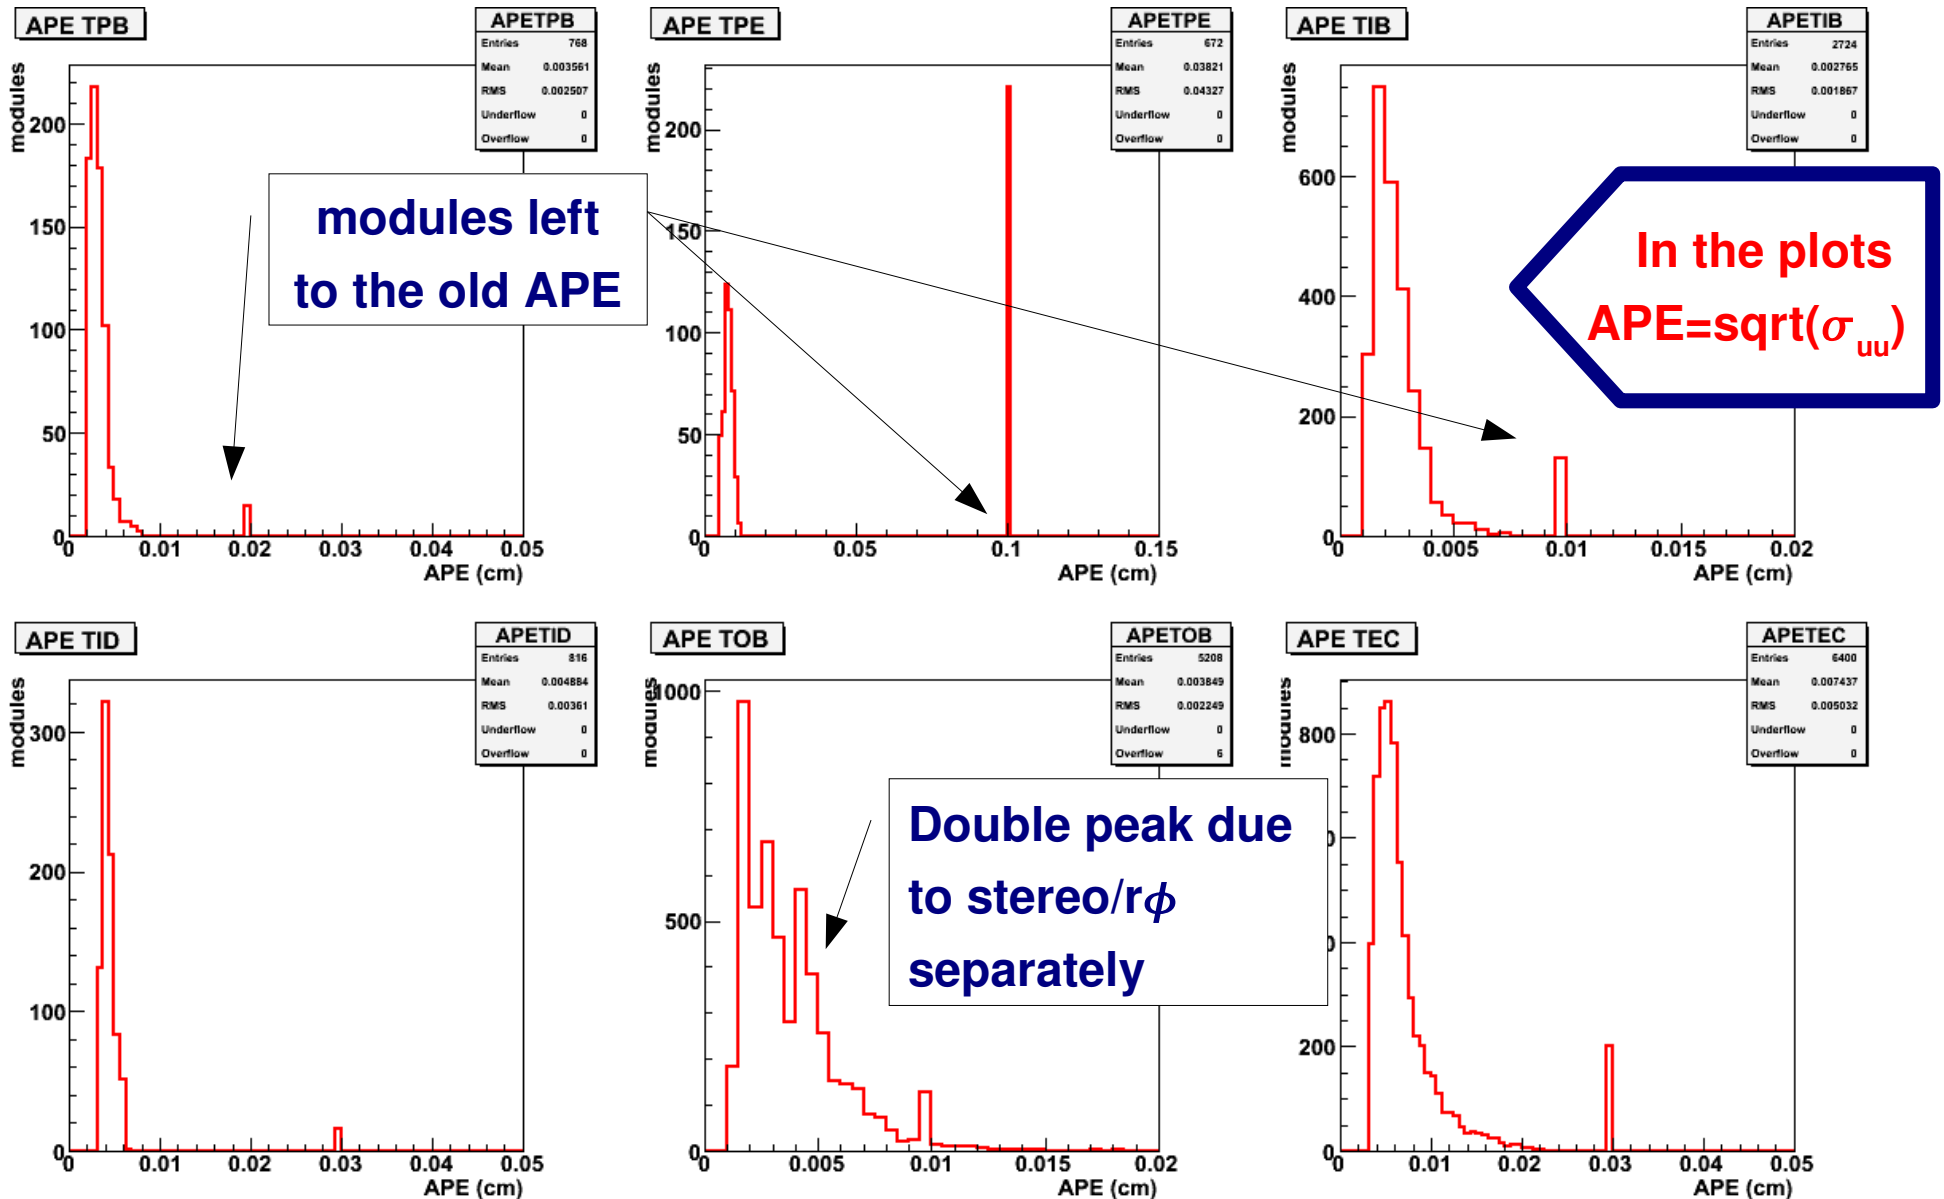 APE TPB
APETPB
Entries 768
Mean 0.003561
RMS 0.002507
Underflow 0
Overflow 0
modules
200
150
100
50
0
0 0.01 0.02 0.03 0.04 0.05
APE (cm)
APE TPE
APETPE
Entries 672
Mean 0.03821
RMS 0.04327
Underflow 0
Overflow 0
modules
200
150
100
50
0
0 0.05 0.1 0.15
APE (cm)
APE TIB
APETIB
Entries 2724
Mean 0.002765
RMS 0.001867
Underflow 0
Overflow 0
modules
600
400
200
0
0 0.005 0.01 0.015 0.02
APE (cm)
modules left
to the old APE
In the plots
APE=sqrt(σuu)
APE TID
APETID
Entries 816
Mean 0.004884
RMS 0.00361
Underflow 0
Overflow 0
modules
300
200
100
0
0 0.01 0.02 0.03 0.04 0.05
APE (cm)
APE TOB
APETOB
Entries 5208
Mean 0.003849
RMS 0.002249
Underflow 0
Overflow 6
modules
1000
500
0
0 0.005 0.01 0.015 0.02
APE (cm)
Double peak due
to stereo/rϕ
separately
APE TEC
APETEC
Entries 6400
Mean 0.007437
RMS 0.005032
Underflow 0
Overflow 0
modules
800
200
0
0 0.01 0.02 0.03 0.04 0.05
APE (cm)